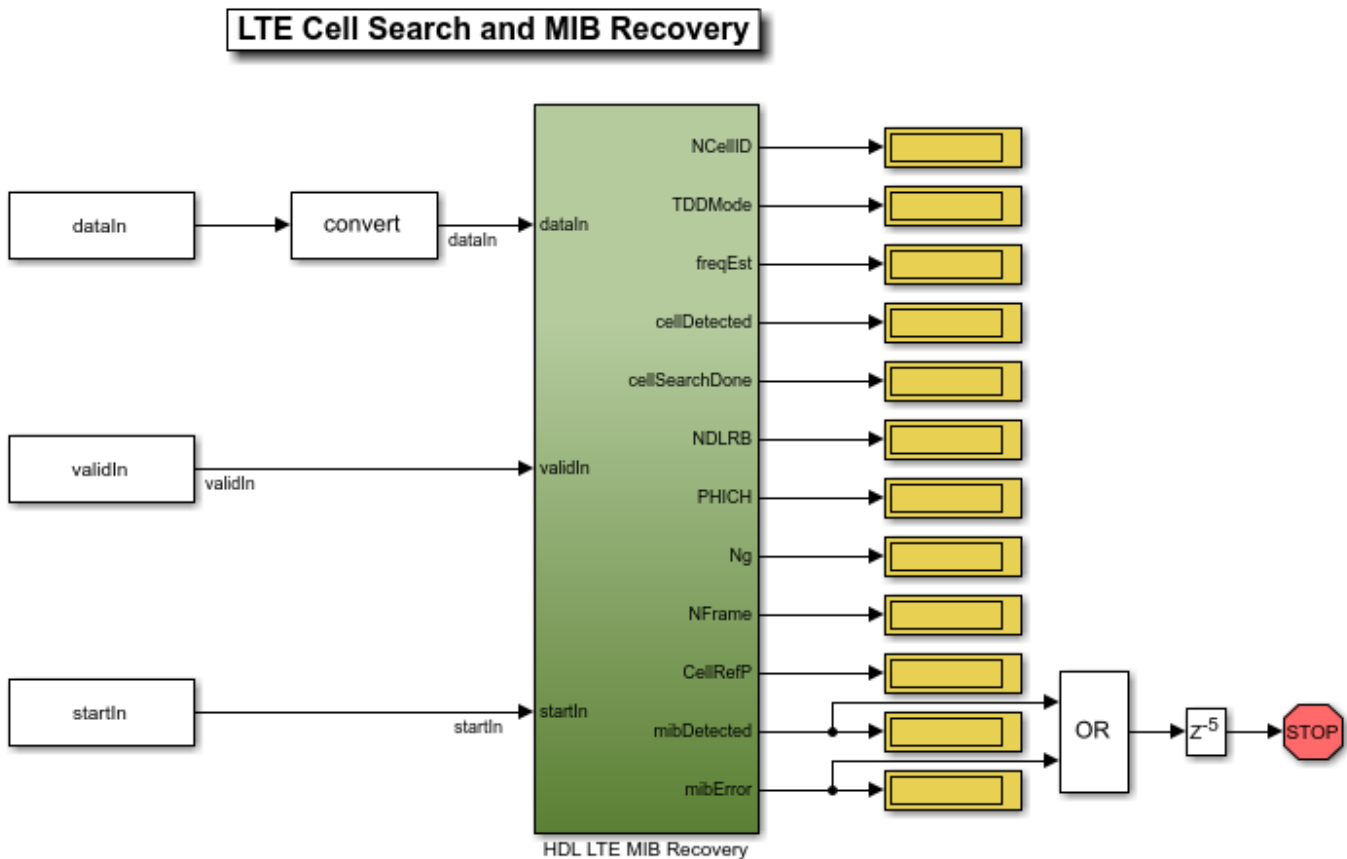 LTE Cell Search and MIB Recovery
dataIn
convert
dataIn
dataIn
validIn
validIn
validIn
startIn
startIn
startIn
NCellID
TDDMode
freqEst
cellDetected
cellSearchDone
NDLRB
PHICH
Ng
NFrame
CellRefP
mibDetected
mibError
OR
Z-5
STOP
HDL LTE MIB Recovery